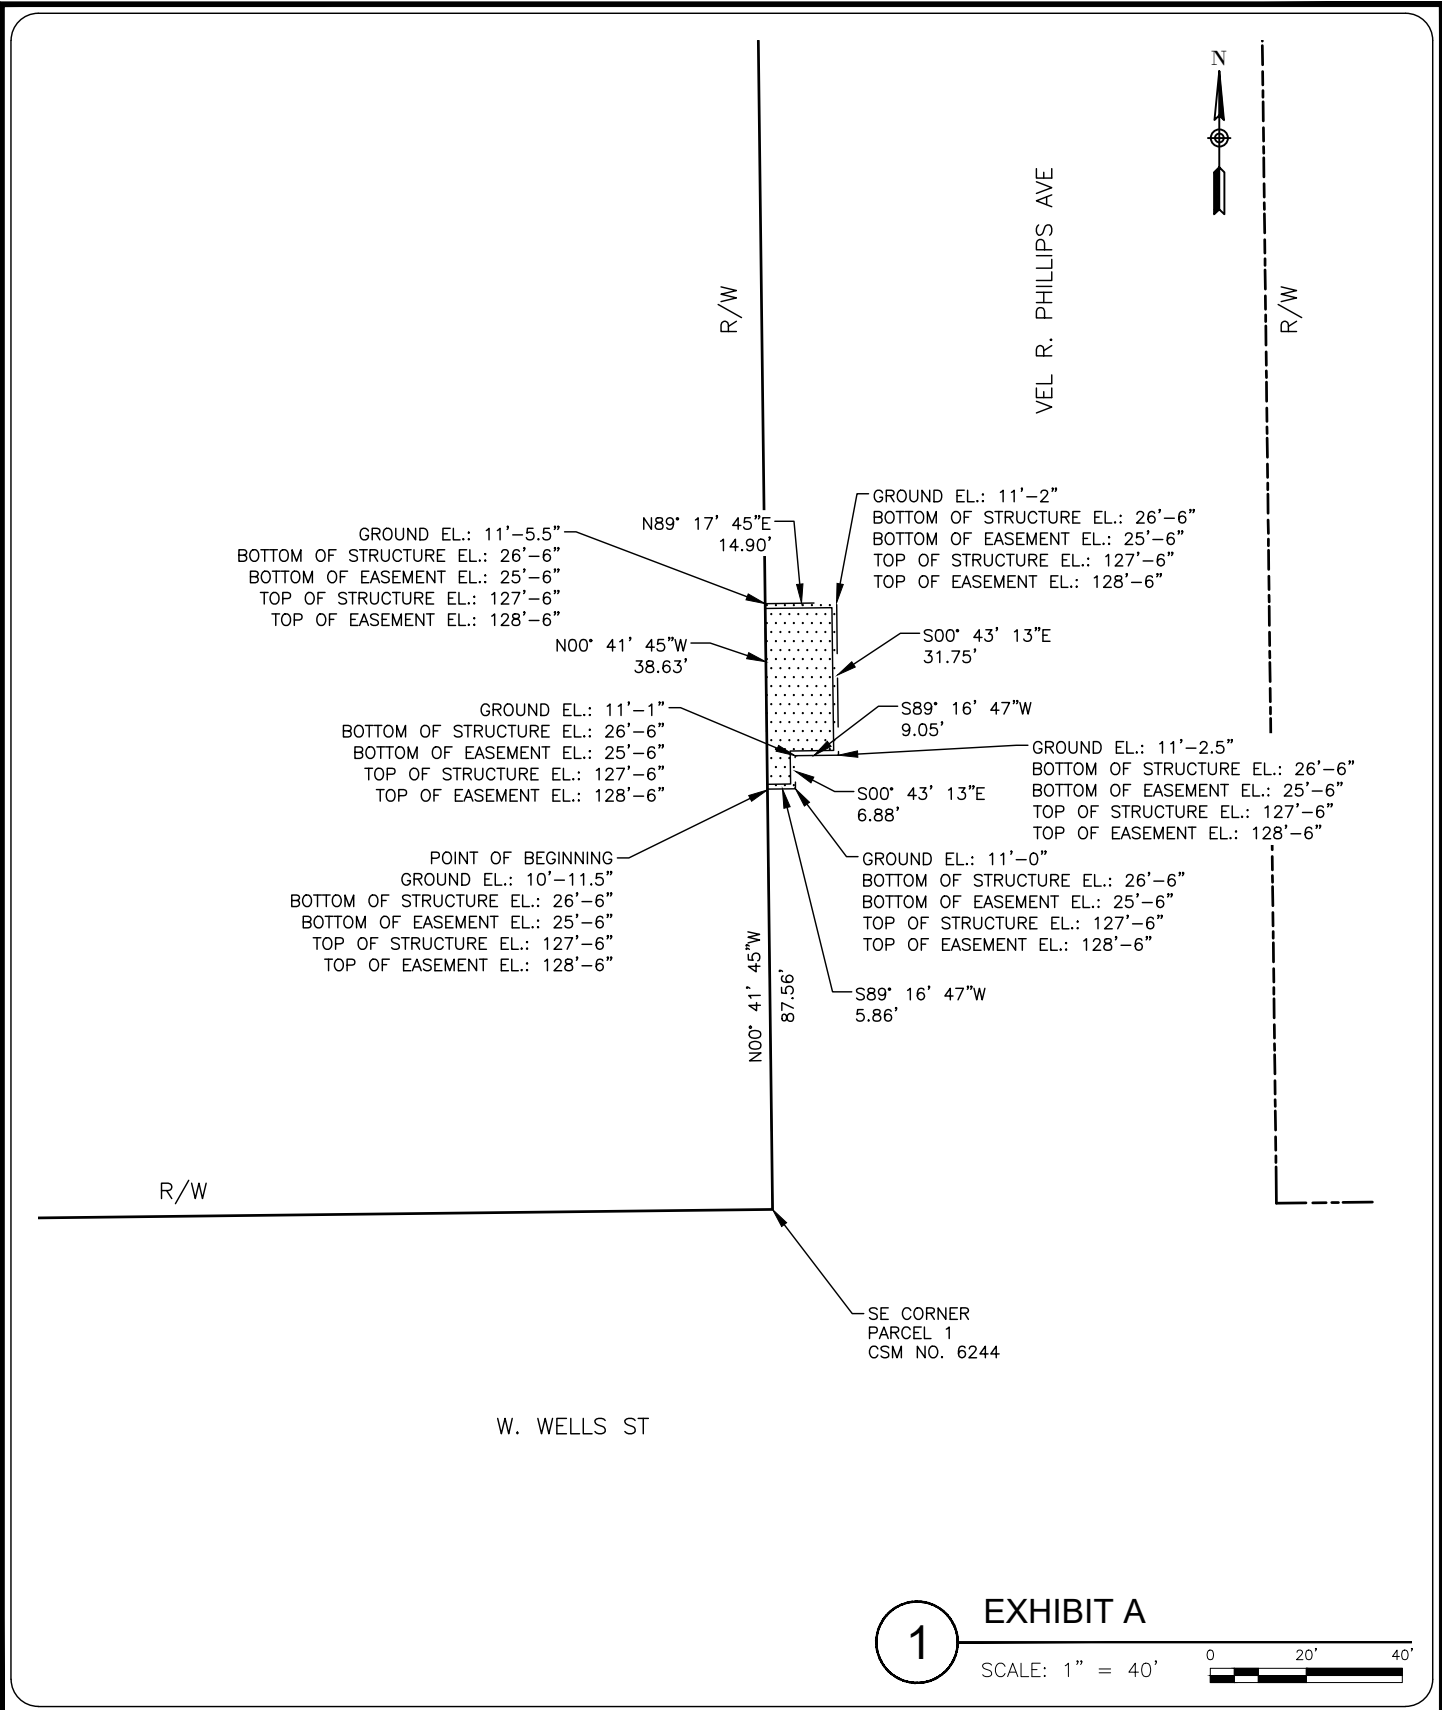 N
VEL R. PHILLIPS AVE
R/W
R/W
GROUND EL.: 11'-5.5"
BOTTOM OF STRUCTURE EL.: 26'-6"
BOTTOM OF EASEMENT EL.: 25'-6"
TOP OF STRUCTURE EL.: 127'-6"
TOP OF EASEMENT EL.: 128'-6"
N89° 17' 45"E
14.90'
GROUND EL.: 11'-2"
BOTTOM OF STRUCTURE EL.: 26'-6"
BOTTOM OF EASEMENT EL.: 25'-6"
TOP OF STRUCTURE EL.: 127'-6"
TOP OF EASEMENT EL.: 128'-6"
N00° 41' 45"W
38.63'
S00° 43' 13"E
31.75'
GROUND EL.: 11'-1"
BOTTOM OF STRUCTURE EL.: 26'-6"
BOTTOM OF EASEMENT EL.: 25'-6"
TOP OF STRUCTURE EL.: 127'-6"
TOP OF EASEMENT EL.: 128'-6"
S89° 16' 47"W
9.05'
GROUND EL.: 11'-2.5"
BOTTOM OF STRUCTURE EL.: 26'-6"
BOTTOM OF EASEMENT EL.: 25'-6"
TOP OF STRUCTURE EL.: 127'-6"
TOP OF EASEMENT EL.: 128'-6"
S00° 43' 13"E
6.88'
POINT OF BEGINNING
GROUND EL.: 10'-11.5"
BOTTOM OF STRUCTURE EL.: 26'-6"
BOTTOM OF EASEMENT EL.: 25'-6"
TOP OF STRUCTURE EL.: 127'-6"
TOP OF EASEMENT EL.: 128'-6"
GROUND EL.: 11'-0"
BOTTOM OF STRUCTURE EL.: 26'-6"
BOTTOM OF EASEMENT EL.: 25'-6"
TOP OF STRUCTURE EL.: 127'-6"
TOP OF EASEMENT EL.: 128'-6"
N00° 41' 45"W
87.56'
S89° 16' 47"W
5.86'
R/W
SE CORNER
PARCEL 1
CSM NO. 6244
W. WELLS ST
1
EXHIBIT A
SCALE: 1" = 40'
0 20' 40'